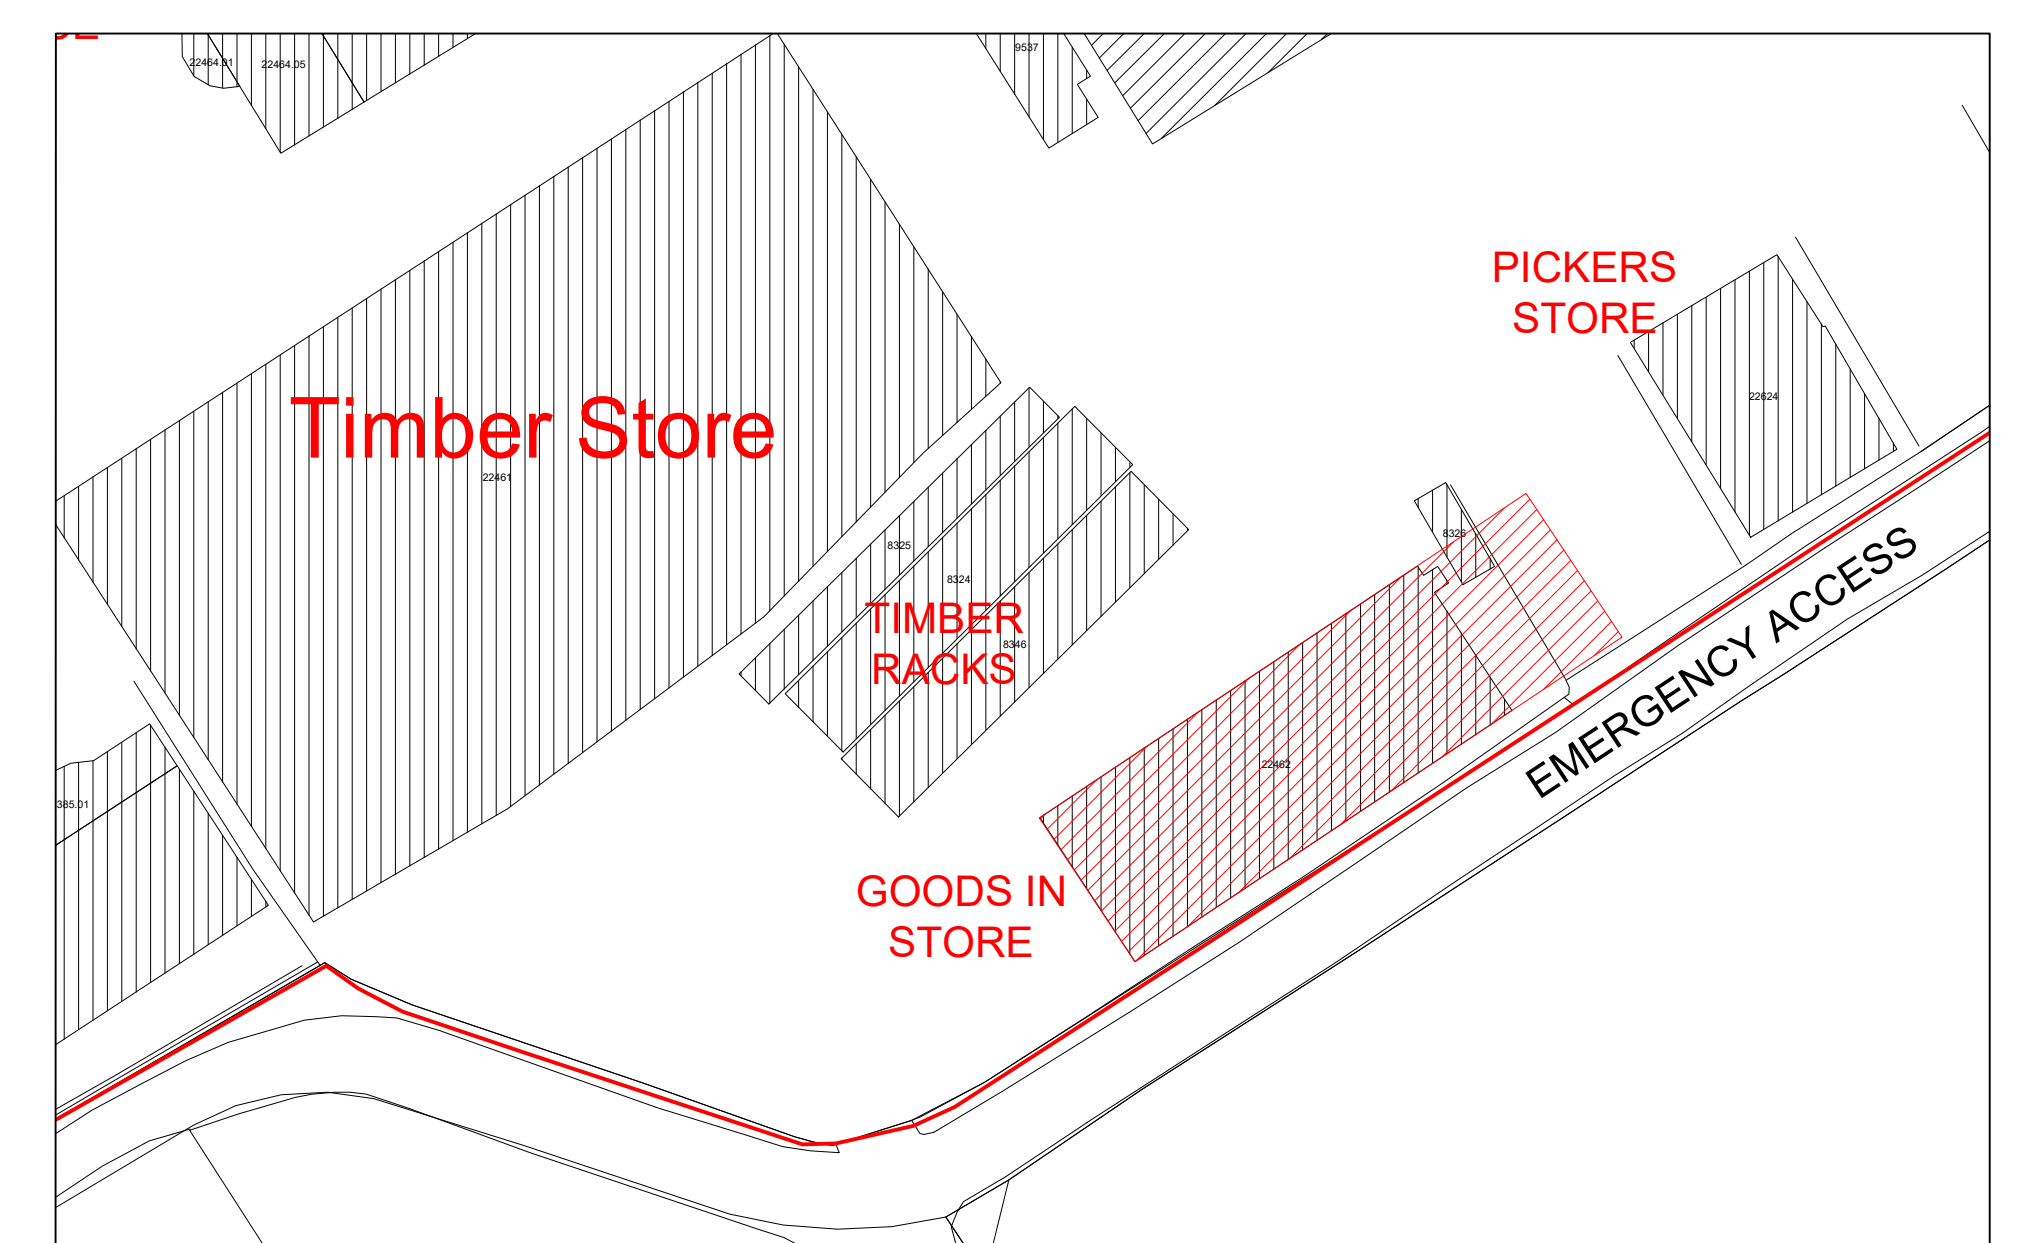 9537
22464.01
22464.05
PICKERS
STORE
22624
Timber Store
22461
8325
8324
8326
TIMBER
RACKS
8346
EMERGENCY ACCESS
22462
385.01
GOODS IN
STORE